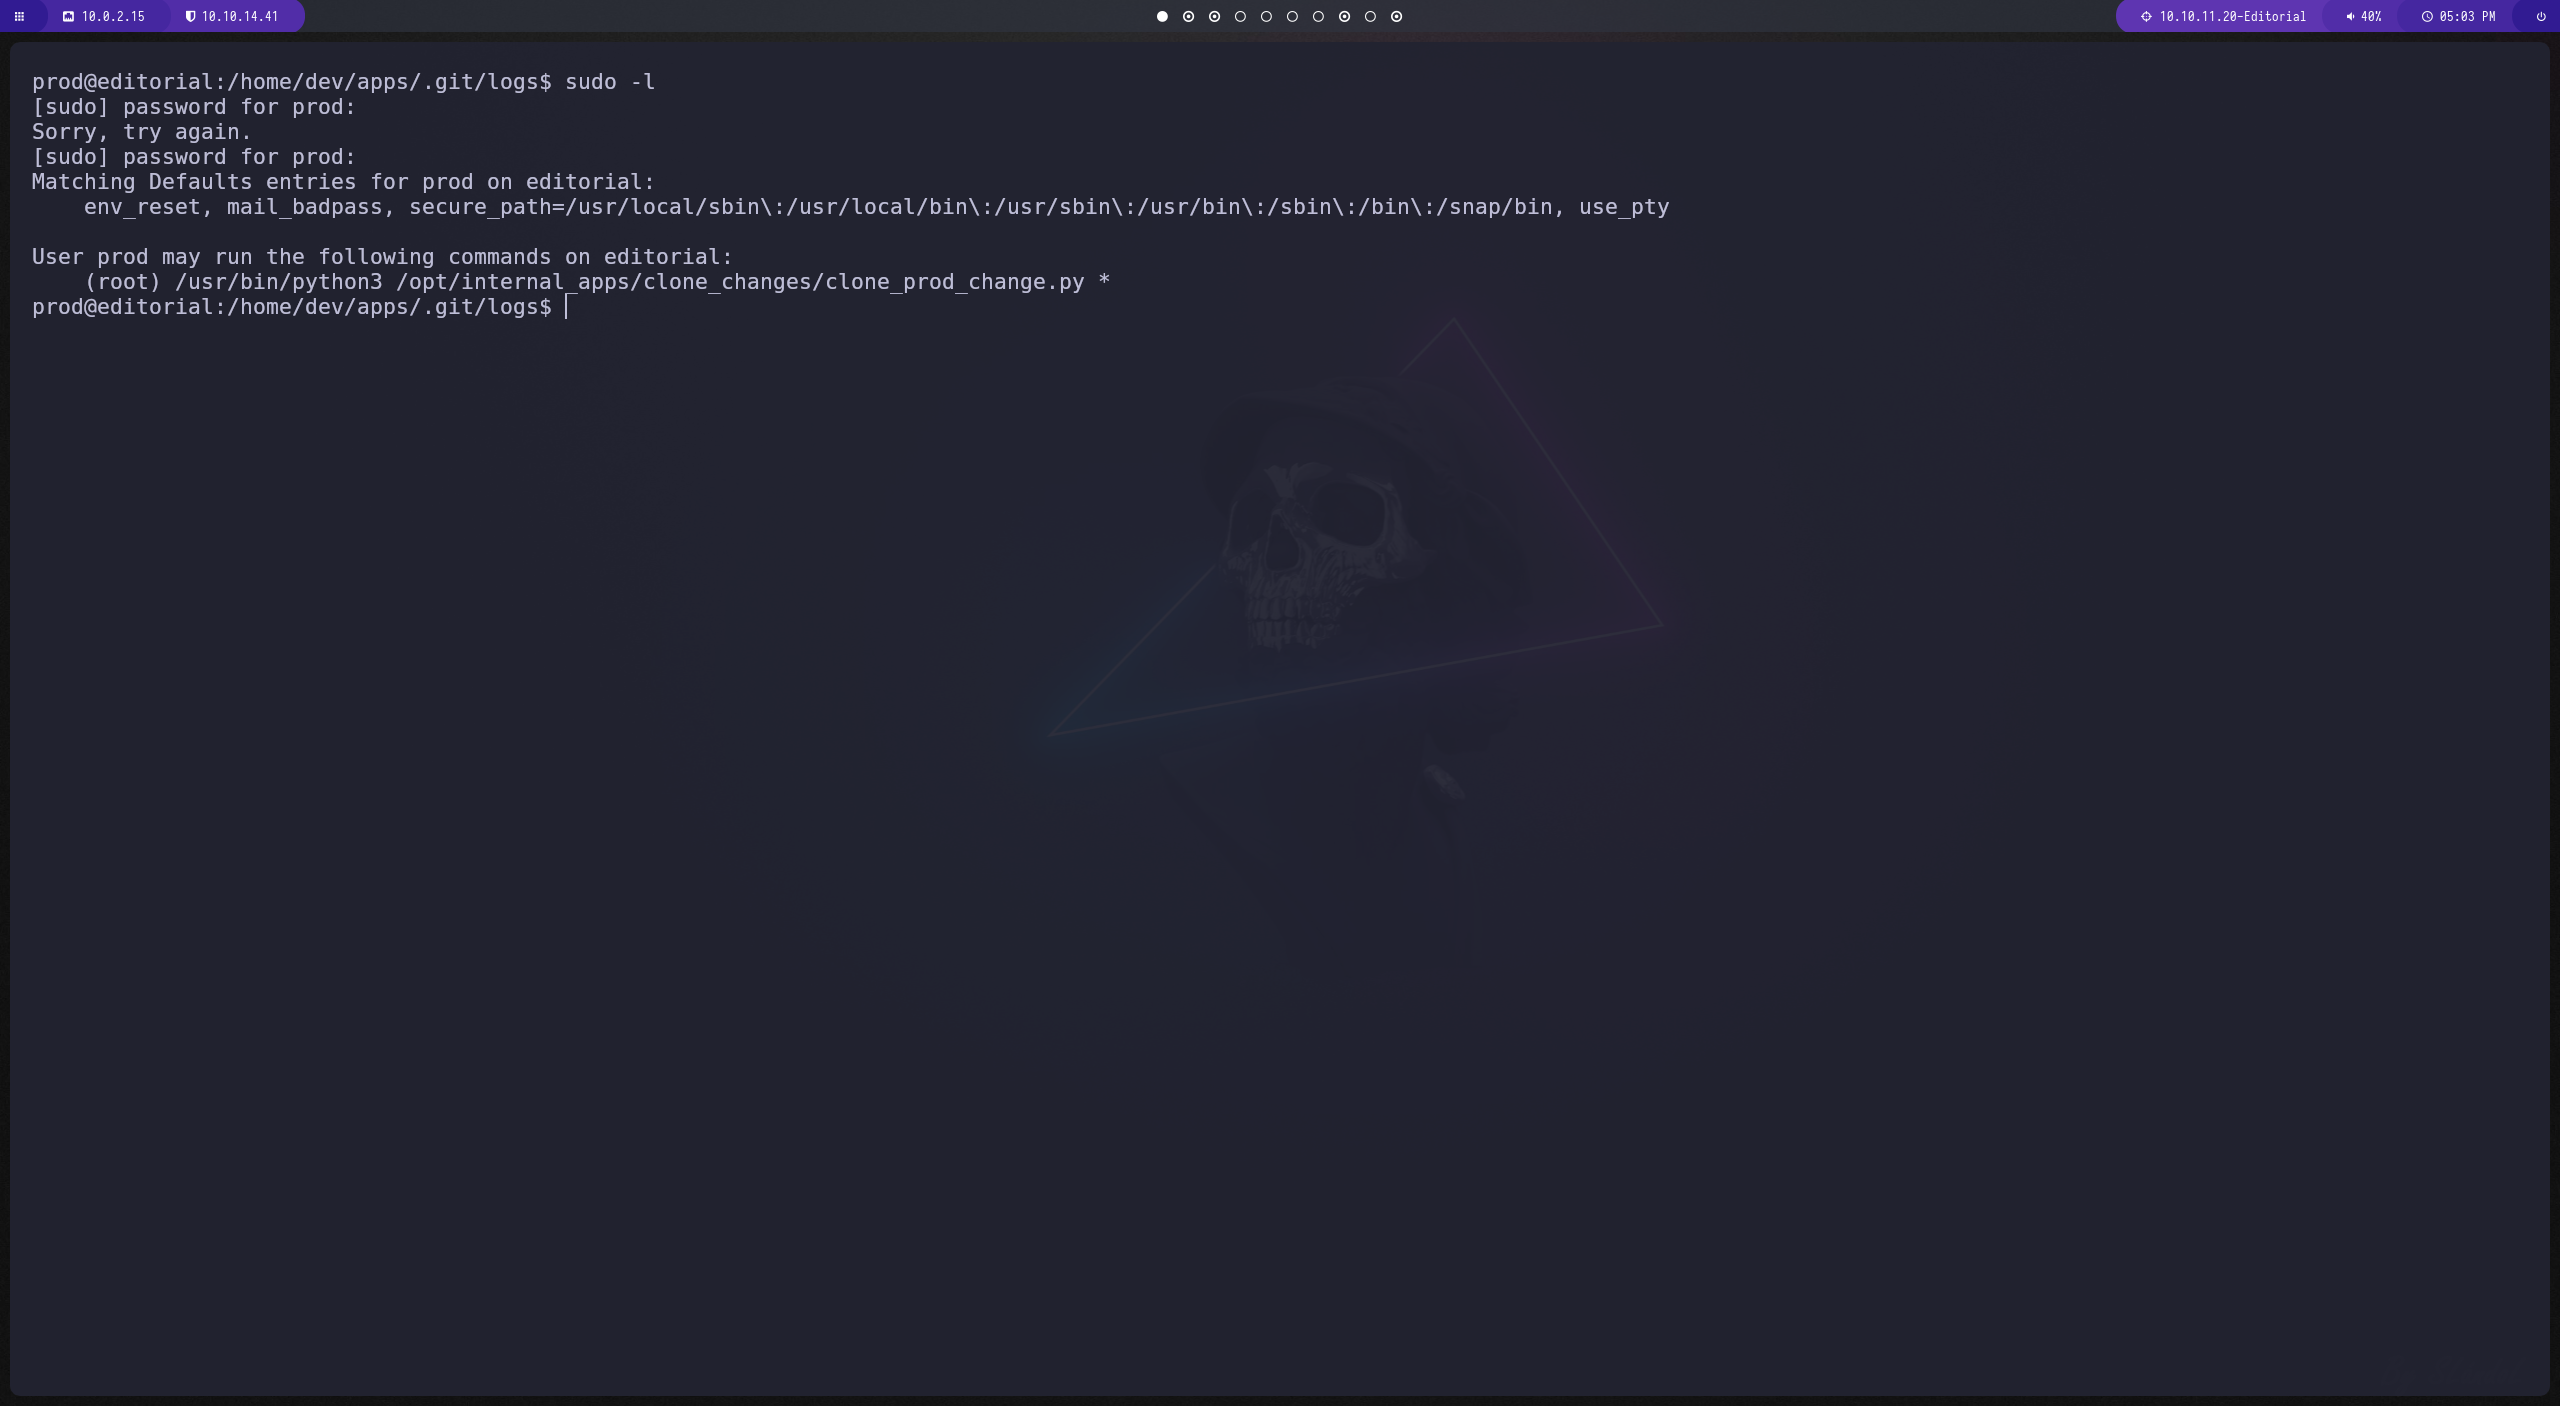 10.0.2.15 10.10.14.41 10.10.11.20-Editorial 40% 05:03 PM
prod@editorial:/home/dev/apps/.git/logs$ sudo -l
[sudo] password for prod:
Sorry, try again.
[sudo] password for prod:
Matching Defaults entries for prod on editorial:
    env_reset, mail_badpass, secure_path=/usr/local/sbin\:/usr/local/bin\:/usr/sbin\:/usr/bin\:/sbin\:/bin\:/snap/bin, use_pty
User prod may run the following commands on editorial:
    (root) /usr/bin/python3 /opt/internal_apps/clone_changes/clone_prod_change.py *
prod@editorial:/home/dev/apps/.git/logs$